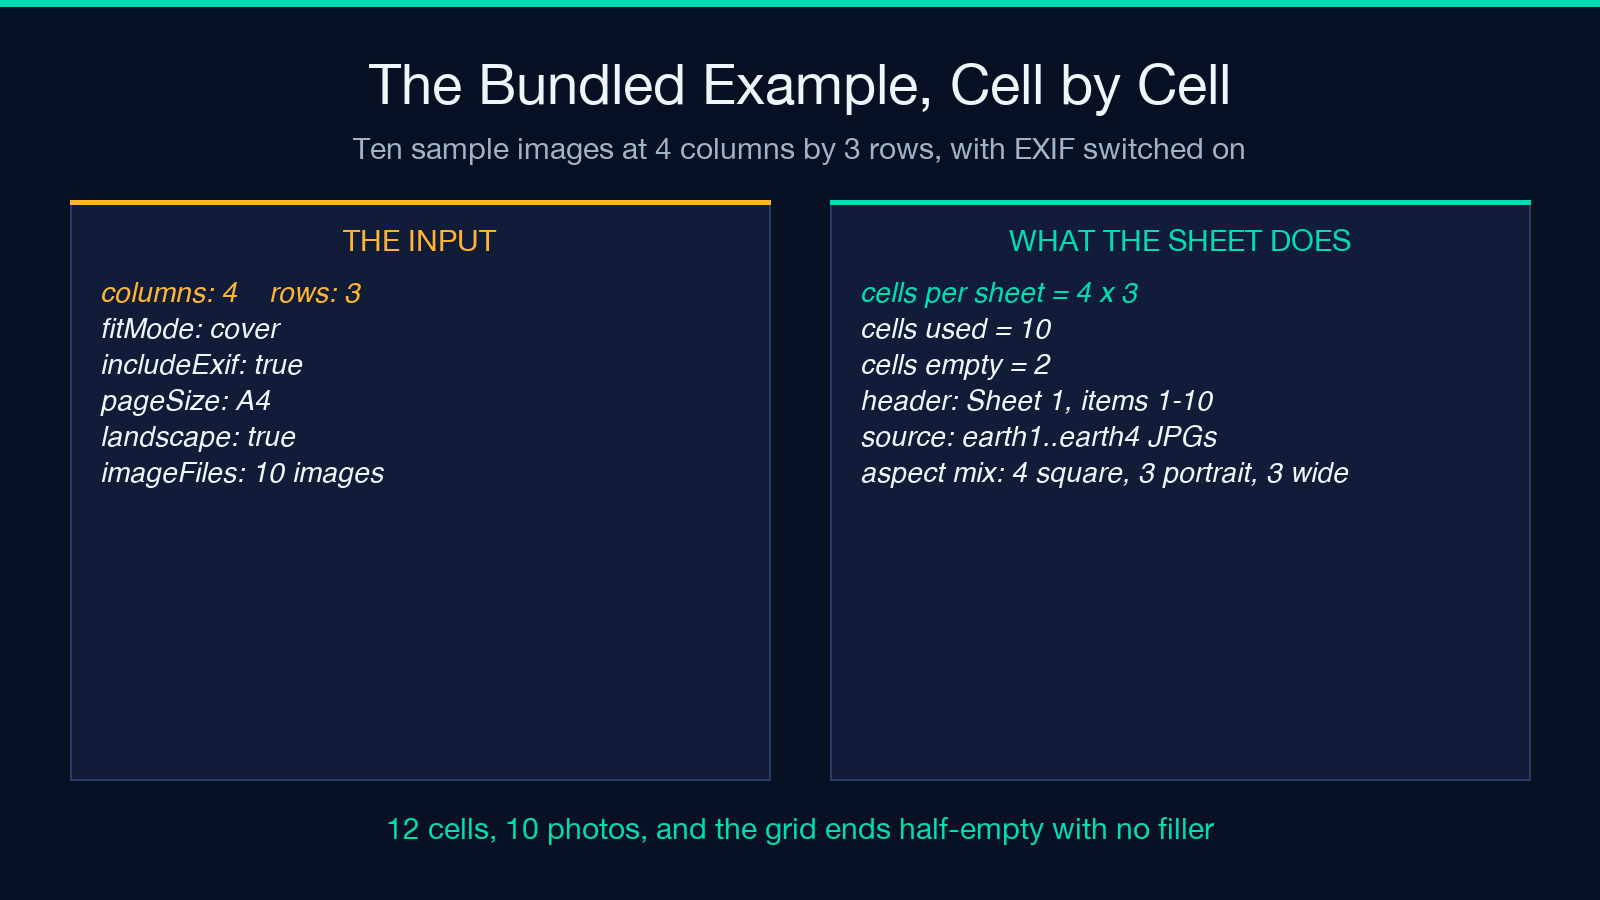 The Bundled Example, Cell by Cell
Ten sample images at 4 columns by 3 rows, with EXIF switched on
THE INPUT
columns: 4    rows: 3
fitMode: cover
includeExif: true
pageSize: A4
landscape: true
imageFiles: 10 images
WHAT THE SHEET DOES
cells per sheet = 4 x 3
cells used = 10
cells empty = 2
header: Sheet 1, items 1-10
source: earth1..earth4 JPGs
aspect mix: 4 square, 3 portrait, 3 wide
12 cells, 10 photos, and the grid ends half-empty with no filler